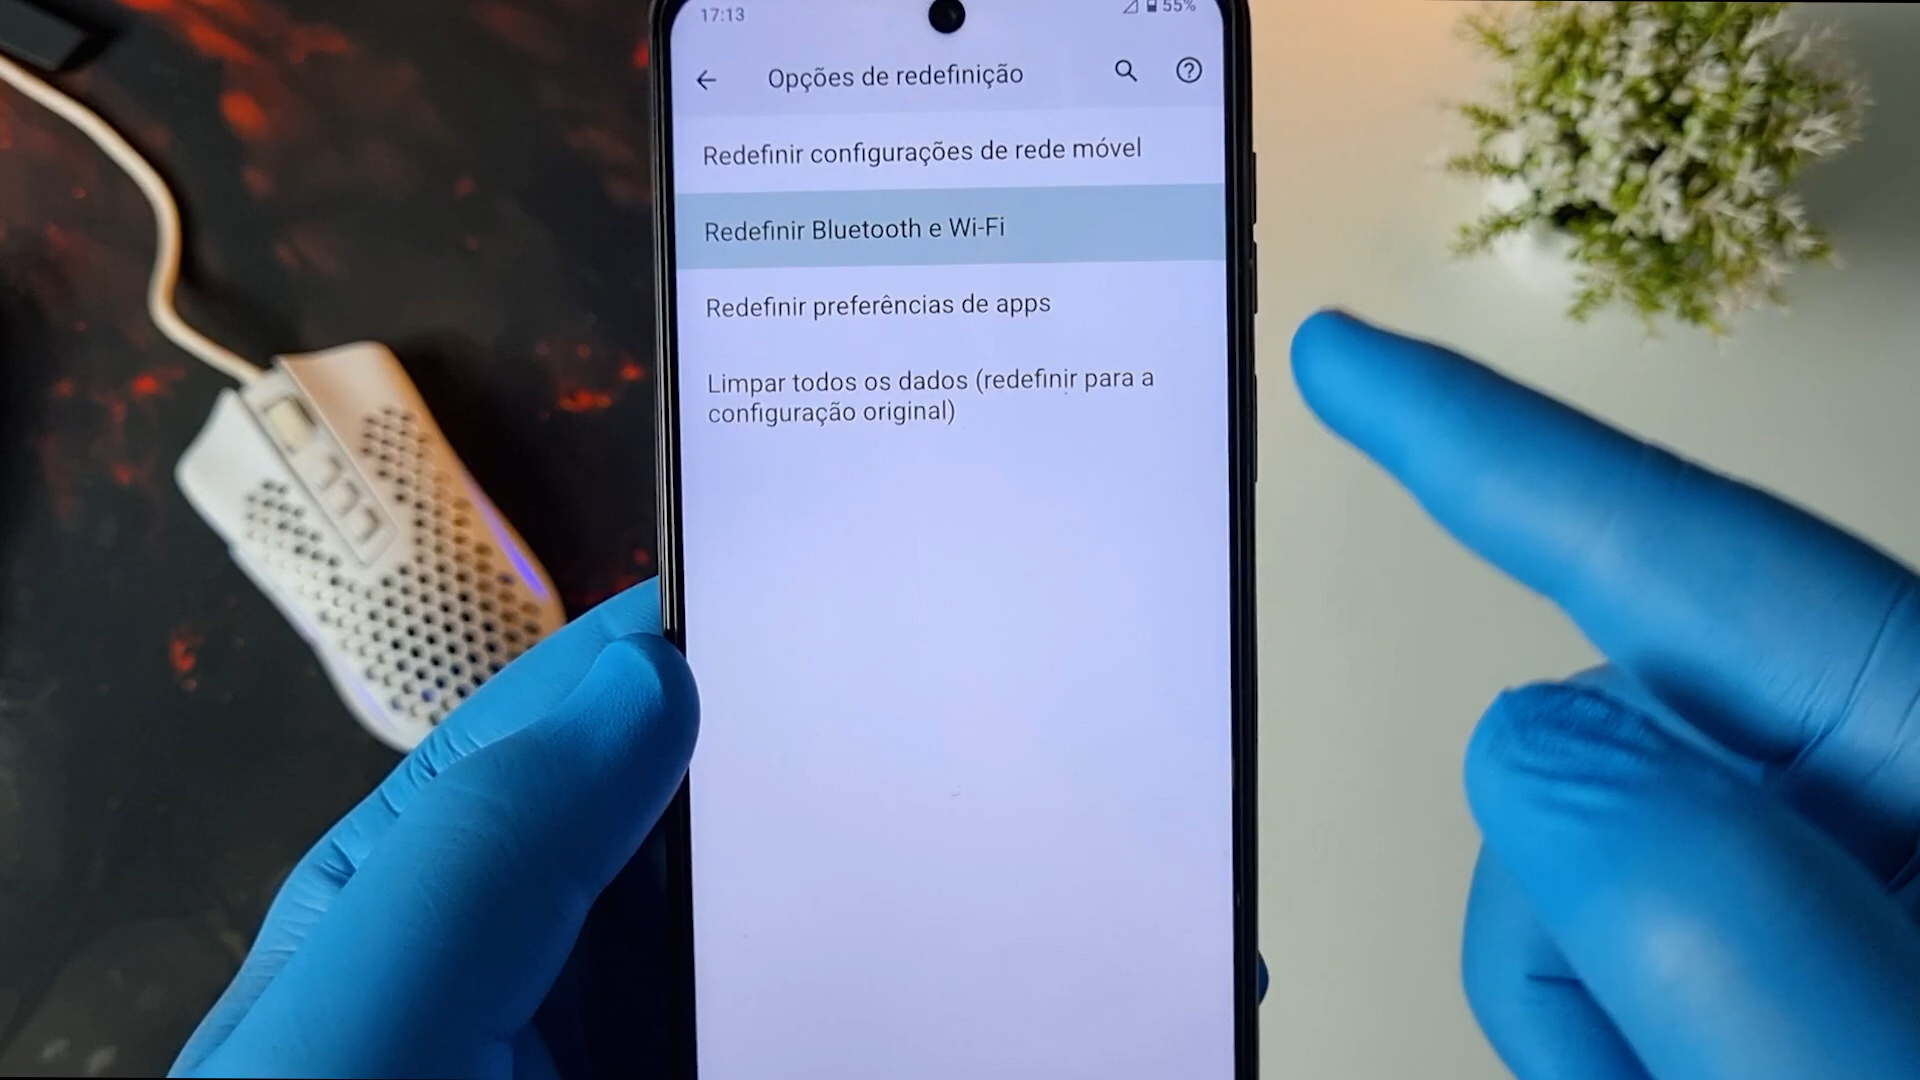 17:13
55%
Opções de redefinição
Redefinir configurações de rede móvel
Redefinir Bluetooth e Wi-Fi
Redefinir preferências de apps
Limpar todos os dados (redefinir para a
configuração original)